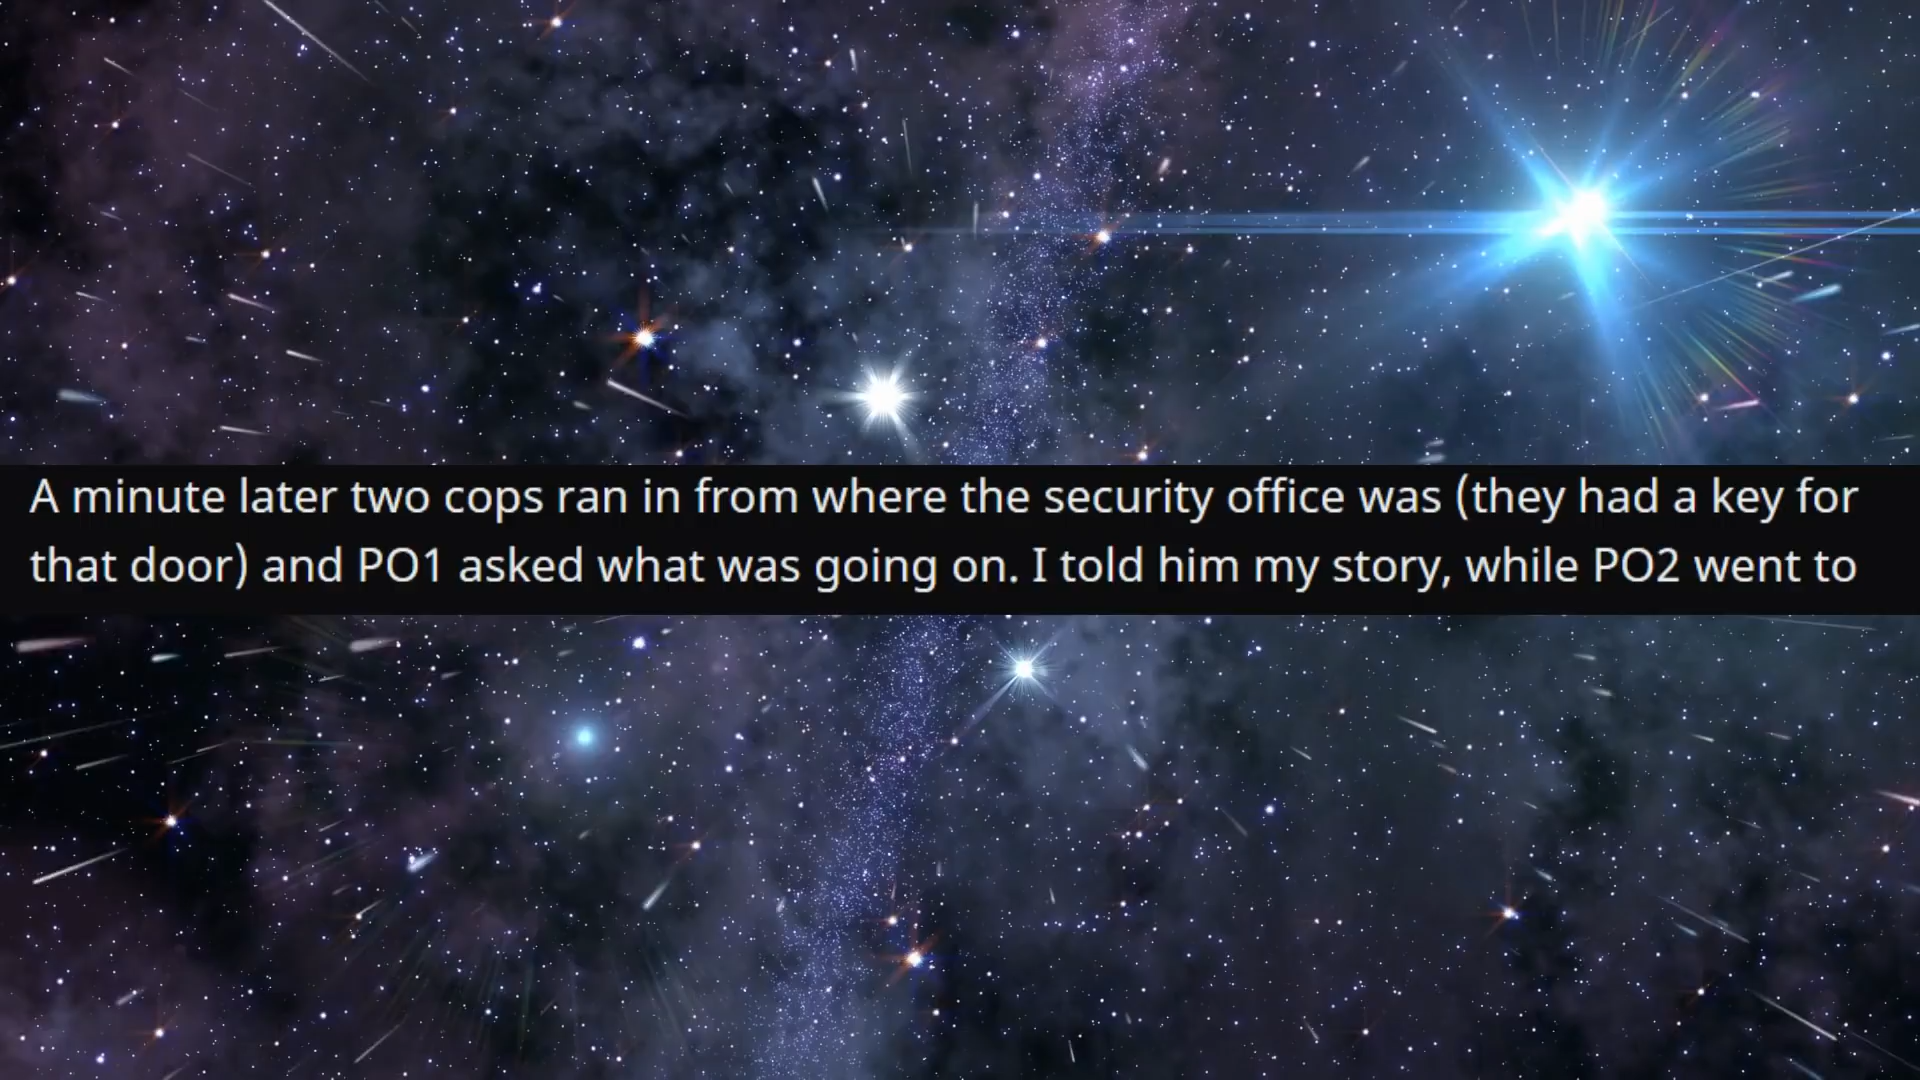 A minute later two cops ran in from where the security office was (they had a key for
that door) and PO1 asked what was going on. I told him my story, while PO2 went to